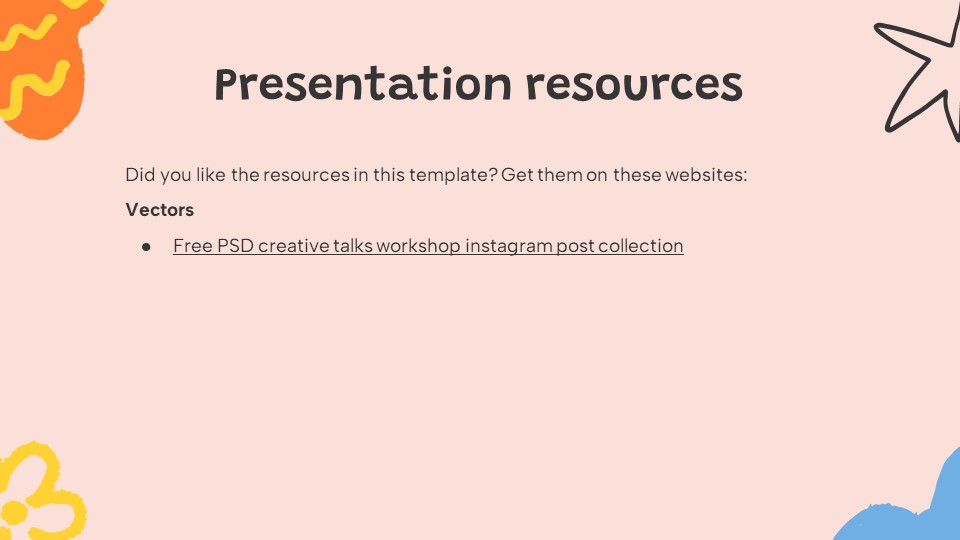 Presentation resources
Did you like the resources in this template? Get them on these websites:
Vectors
● Free PSD creative talks workshop instagram post collection